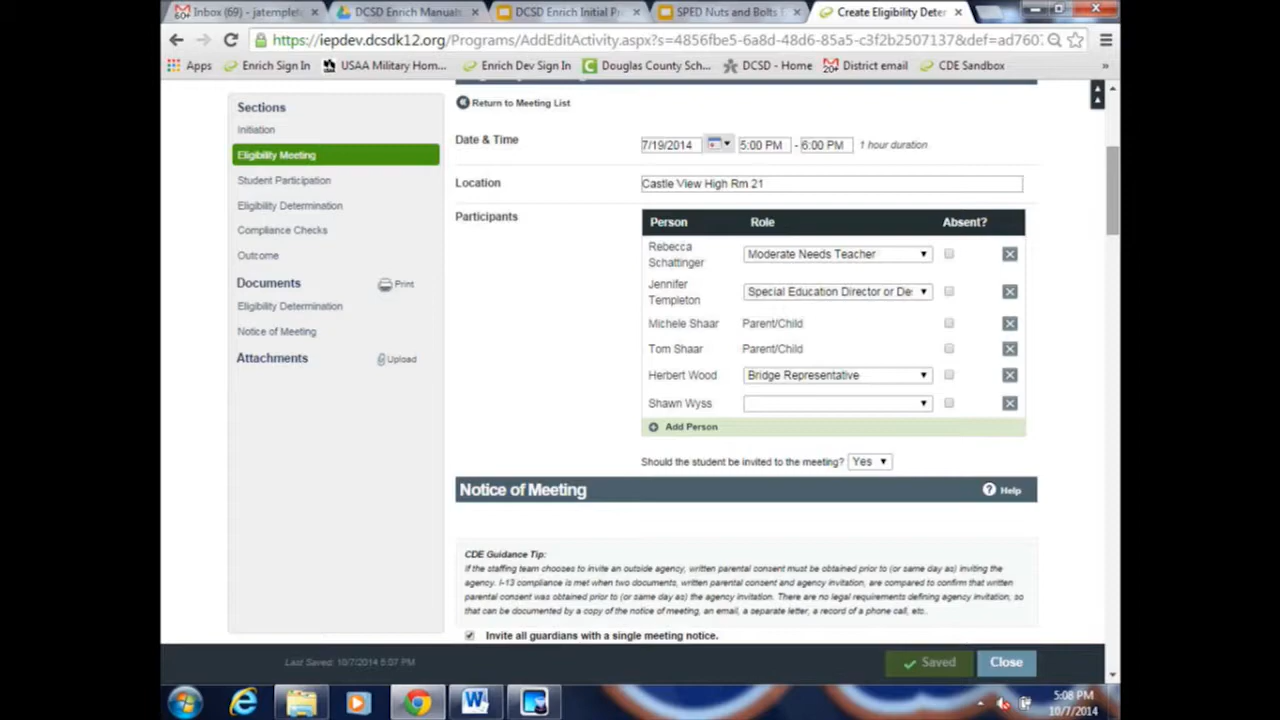 Inbox (69) - jatemplet
DCSD Enrich Manuals
DCSD Enrich Initial P
SPED Nuts and Bolts
Create Eligibility Deter
https://iepdev.dcsdk12.org/Programs/AddEditActivity.aspx?s=4856fbe5-6a8d-48d6-85a5-c3f2b2507137&def=ad760
Apps
Enrich Sign In
USAA Military Hom...
Enrich Dev Sign In
Douglas County Sch...
DCSD - Home
District email
CDE Sandbox
»
Sections
Initiation
Eligibility Meeting
Student Participation
Eligibility Determination
Compliance Checks
Outcome
Documents Print
Eligibility Determination
Notice of Meeting
Attachments Upload
Return to Meeting List
Date & Time 7/19/2014 5:00 PM - 6:00 PM 1 hour duration
Location Castle View High Rm 21
Participants
Person Role Absent?
Rebecca Schattinger Moderate Needs Teacher
Jennifer Templeton Special Education Director or De
Michele Shaar Parent/Child
Tom Shaar Parent/Child
Herbert Wood Bridge Representative
Shawn Wyss
Add Person
Should the student be invited to the meeting? Yes
Notice of Meeting Help
CDE Guidance Tip:
If the staffing team chooses to invite an outside agency, written parental consent must be obtained prior to (or same day as) inviting the
agency. I-13 compliance is met when two documents, written parental consent and agency invitation, are compared to confirm that written
parental consent was obtained prior to (or same day as) the agency invitation. There are no legal requirements defining agency invitation, so
that can be documented by a copy of the notice of meeting, an email, a separate letter, a record of a phone call, etc..
Invite all guardians with a single meeting notice.
Last Saved: 10/7/2014 5:07 PM
Saved
Close
5:08 PM
10/7/2014